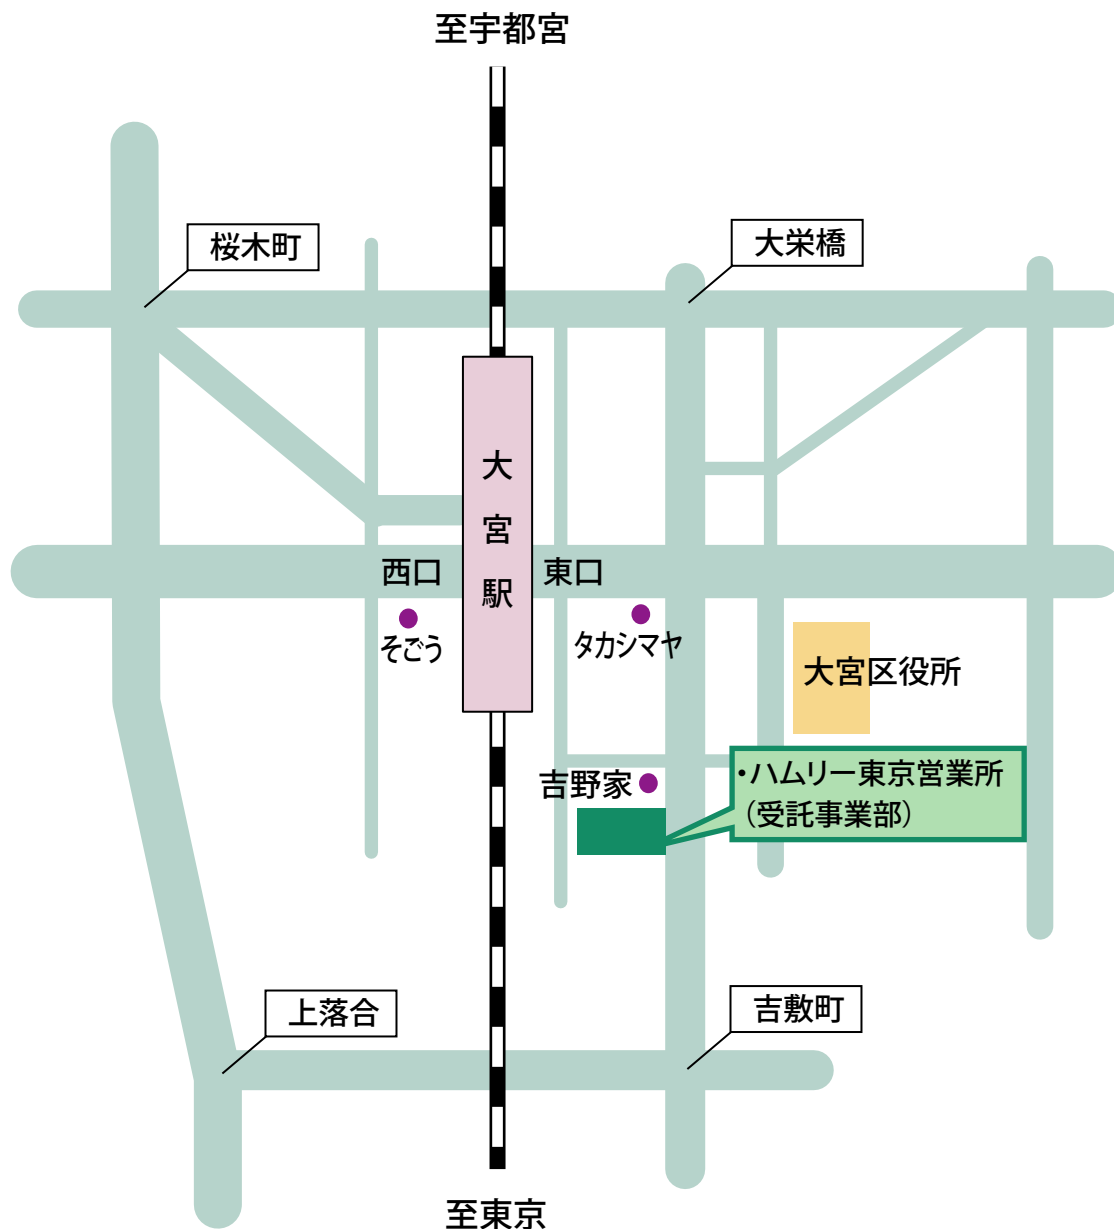 至宇都宮
桜木町
大栄橋
大宮駅
西口
東口
そごう
タカシマヤ
大宮区役所
吉野家
・ハムリー東京営業所
（受託事業部）
上落合
吉敷町
至東京